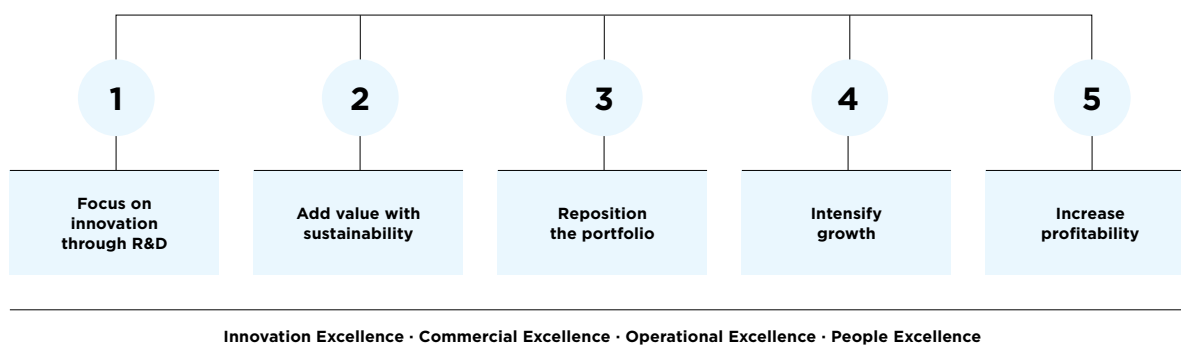 1
2
3
4
5
Focus on
innovation
through R&D
Add value with
sustainability
Reposition
the portfolio
Intensify
growth
Increase
profitability
Innovation Excellence · Commercial Excellence · Operational Excellence · People Excellence